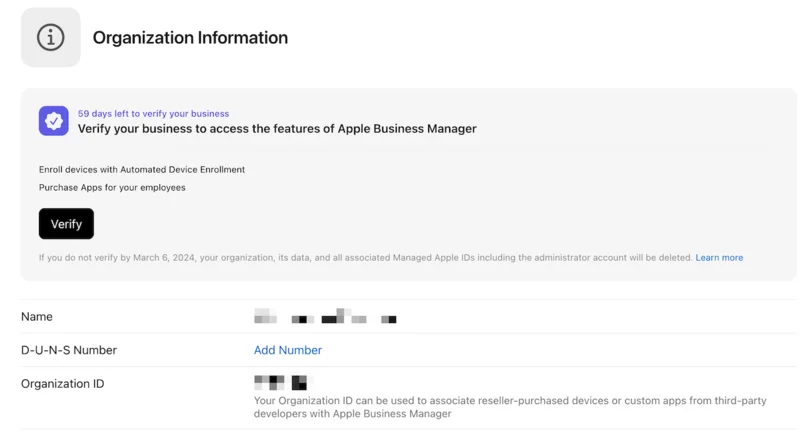 Organization Information
59 days left to verify your business
Verify your business to access the features of Apple Business Manager
Enroll devices with Automated Device Enrollment
Purchase Apps for your employees
Verify
If you do not verify by March 6, 2024, your organization, its data, and all associated Managed Apple IDs including the administrator account will be deleted. Learn more
Name
D-U-N-S Number Add Number
Organization ID
Your Organization ID can be used to associate reseller-purchased devices or custom apps from third-party
developers with Apple Business Manager